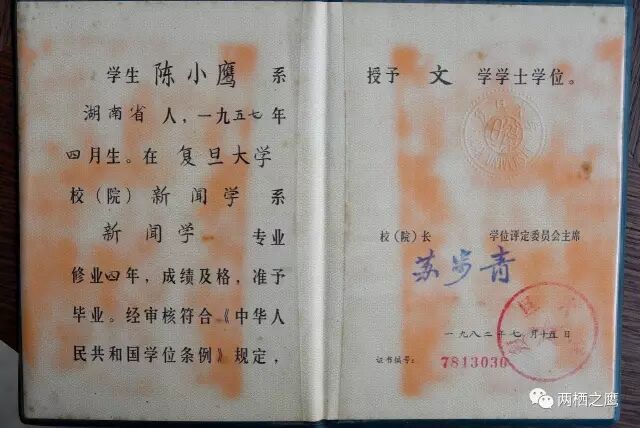 学生 陈小鹰 系
湖南省 人，一九五七年
四月生。在 复旦大学
校（院）新闻学 系
新闻学 专业
修业四年，成绩及格，准予
毕业。经审核符合《中华人
民共和国学位条例》规定，
授予 文 学学士学位。
校（院）长 学位评定委员会主席
苏步青
一九八二年七月十五日
证书编号：7813030
两栖之鹰